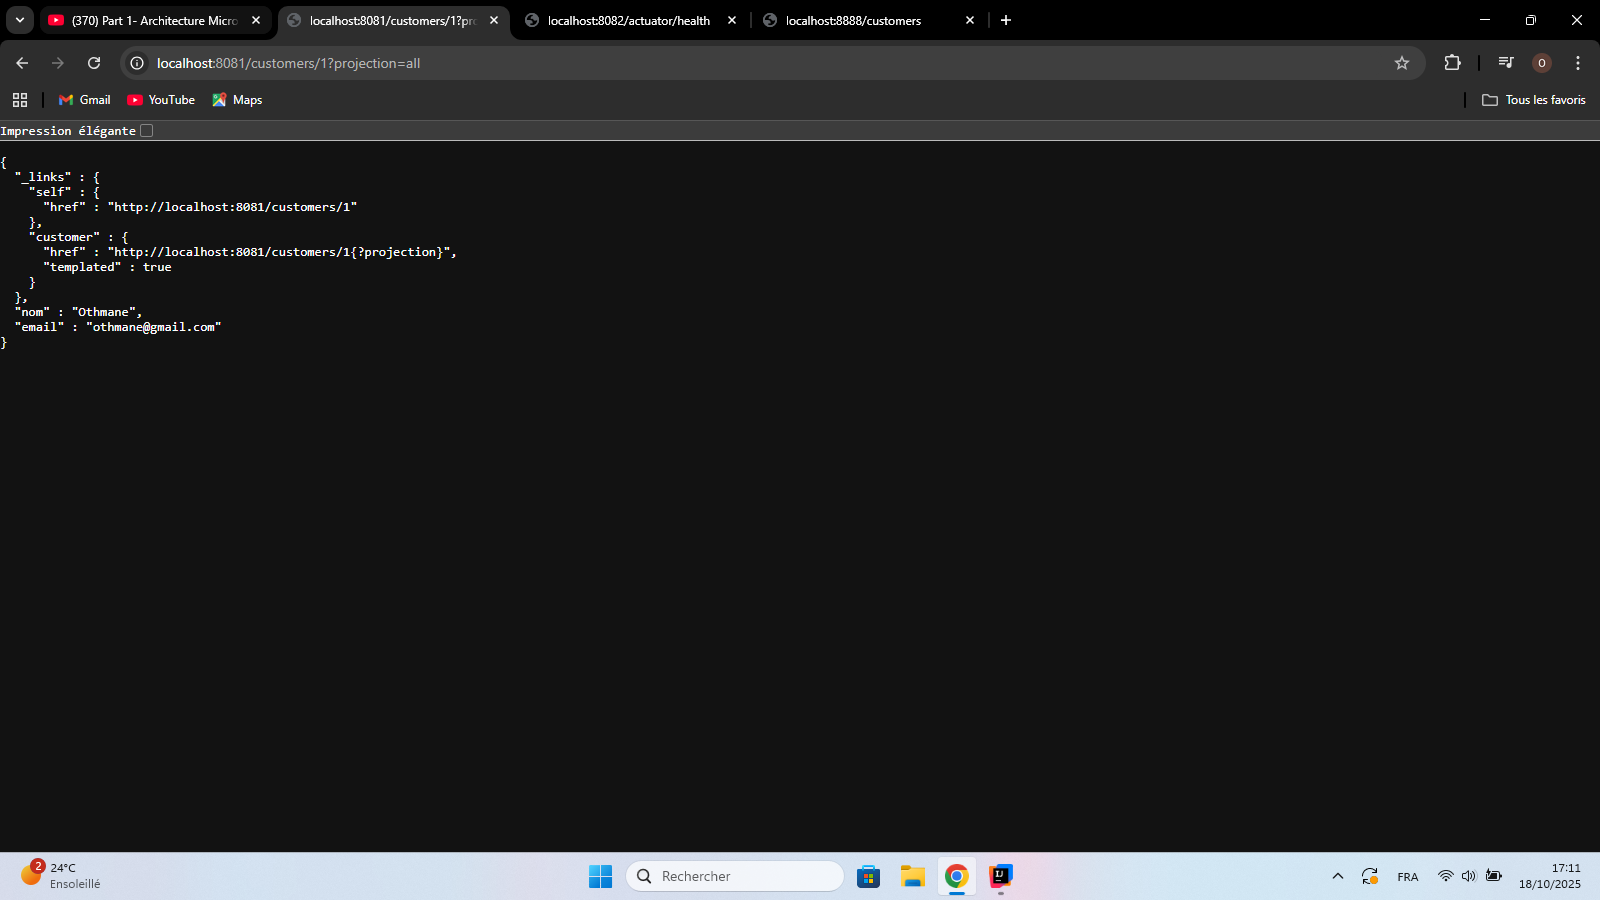 (370) Part 1- Architecture Micro
localhost:8081/customers/1?pr
localhost:8082/actuator/health
localhost:8888/customers
localhost:8081/customers/1?projection=all
O
Gmail
YouTube
Maps
Tous les favoris
Impression élégante
{
  "_links" : {
    "self" : {
      "href" : "http://localhost:8081/customers/1"
    },
    "customer" : {
      "href" : "http://localhost:8081/customers/1{?projection}",
      "templated" : true
    }
  },
  "nom" : "Othmane",
  "email" : "othmane@gmail.com"
}
2
24°C
Ensoleillé
Rechercher
IJ
FRA
17:11
18/10/2025